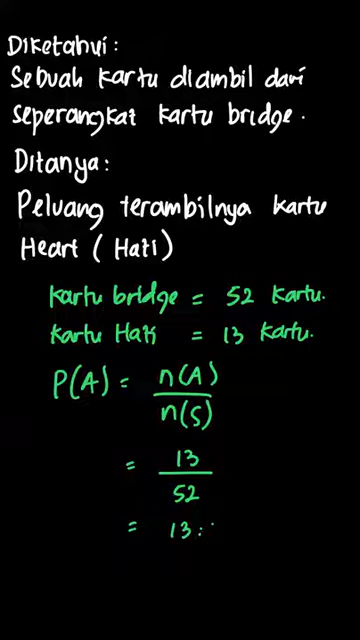 Diketahui:
Sebuah kartu diambil dari
seperangkat kartu bridge.
Ditanya:
Peluang terambilnya kartu
Heart (Hati)
Kartu bridge = 52 kartu.
Kartu Hati = 13 kartu.
P(A) = n(A)
n(S)
= 13
52
= 13: